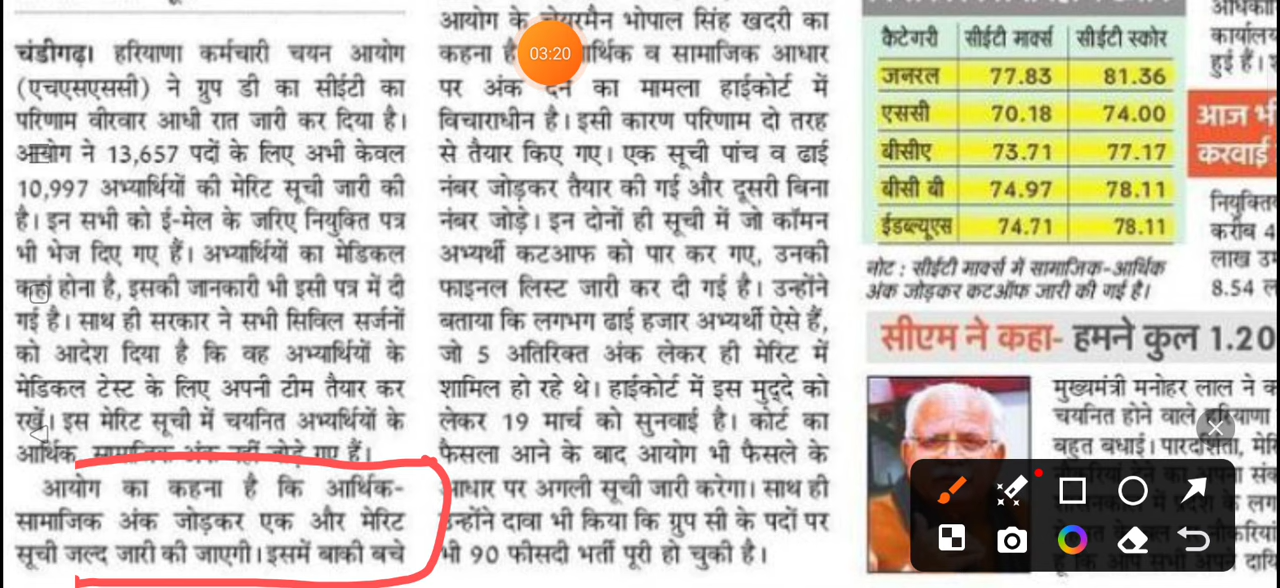 चंडीगढ़। हरियाणा कर्मचारी चयन आयोग
(एचएसएससी) ने ग्रुप डी का सीईटी का
परिणाम वीरवार आधी रात जारी कर दिया है।
आयोग ने 13,657 पदों के लिए अभी केवल
10,997 अभ्यार्थियों की मेरिट सूची जारी की
है। इन सभी को ई-मेल के जरिए नियुक्ति पत्र
भी भेज दिए गए हैं। अभ्यार्थियों का मेडिकल
कहां होना है, इसकी जानकारी भी इसी पत्र में दी
गई है। साथ ही सरकार ने सभी सिविल सर्जनों
को आदेश दिया है कि वह अभ्यार्थियों के
मेडिकल टेस्ट के लिए अपनी टीम तैयार कर
रखें। इस मेरिट सूची में चयनित अभ्यर्थियों के
आर्थिक सामाजिक अंक नहीं जोड़े गए हैं।
आयोग का कहना है कि आर्थिक-
सामाजिक अंक जोड़कर एक और मेरिट
सूची जल्द जारी की जाएगी। इसमें बाकी बचे
आयोग के चेयरमैन भोपाल सिंह खदरी का
कहना है आर्थिक व सामाजिक आधार
पर अंक देने का मामला हाईकोर्ट में
विचाराधीन है। इसी कारण परिणाम दो तरह
से तैयार किए गए। एक सूची पांच व ढाई
नंबर जोड़कर तैयार की गई और दूसरी बिना
नंबर जोड़े। इन दोनों ही सूची में जो कॉमन
अभ्यर्थी कटआफ को पार कर गए, उनकी
फाइनल लिस्ट जारी कर दी गई है। उन्होंने
बताया कि लगभग ढाई हजार अभ्यर्थी ऐसे हैं,
जो 5 अतिरिक्त अंक लेकर ही मेरिट में
शामिल हो रहे थे। हाईकोर्ट में इस मुद्दे को
लेकर 19 मार्च को सुनवाई है। कोर्ट का
फैसला आने के बाद आयोग भी फैसले के
आधार पर अगली सूची जारी करेगा। साथ ही
उन्होंने दावा भी किया कि ग्रुप सी के पदों पर
भी 90 फीसदी भर्ती पूरी हो चुकी है।
03:20
कैटेगरी सीईटी मार्क्स सीईटी स्कोर
जनरल 77.83 81.36
एससी 70.18 74.00
बीसीए 73.71 77.17
बीसी बी 74.97 78.11
ईडब्ल्यूएस 74.71 78.11
नोट : सीईटी मार्क्स में सामाजिक-आर्थिक
अंक जोड़कर कटऑफ जारी की गई है।
सीएम ने कहा- हमने कुल 1.20
मुख्यमंत्री मनोहर लाल ने
चयनित होने वाले हरियाणा
बहुत बधाई। पारदर्शिता,
कार्यालय
हुई हैं।
आज भी
करवाई
नियुक्ति
करीब 4
लाख
8.54